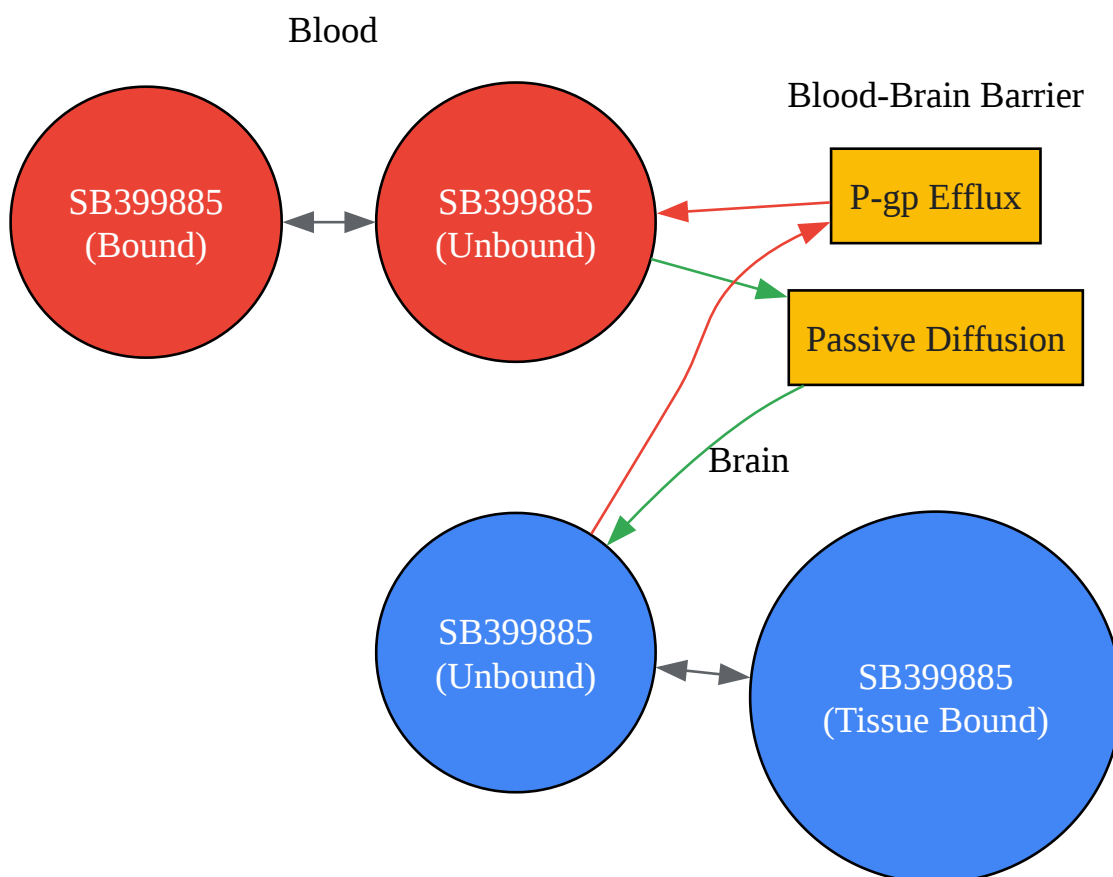 Blood
Blood-Brain Barrier
SB399885
(Bound)
SB399885
(Unbound)
P-gp Efflux
Passive Diffusion
Brain
SB399885
(Unbound)
SB399885
(Tissue Bound)